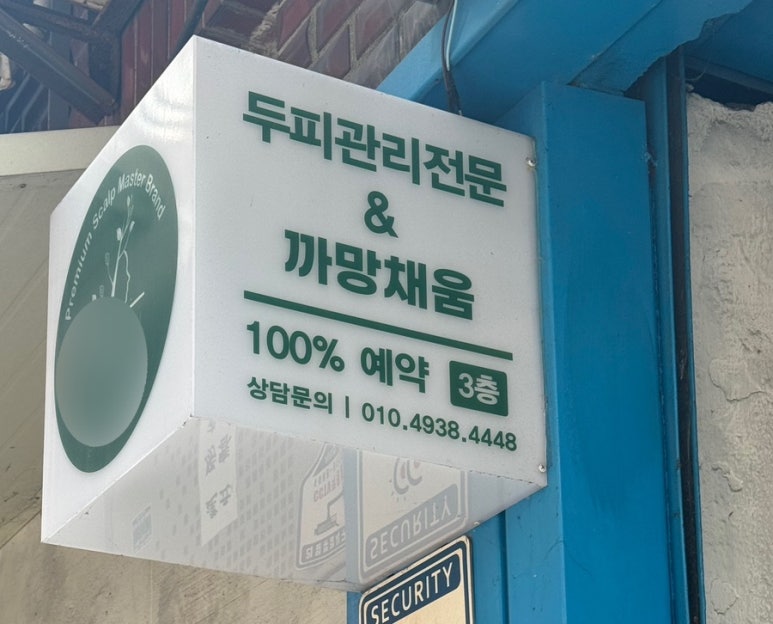 Premium Scalp Master Brand
두피관리전문
&
까망채움
100% 예약 3층
상담문의 | 010.4938.4448
SECURITY
SECURITY